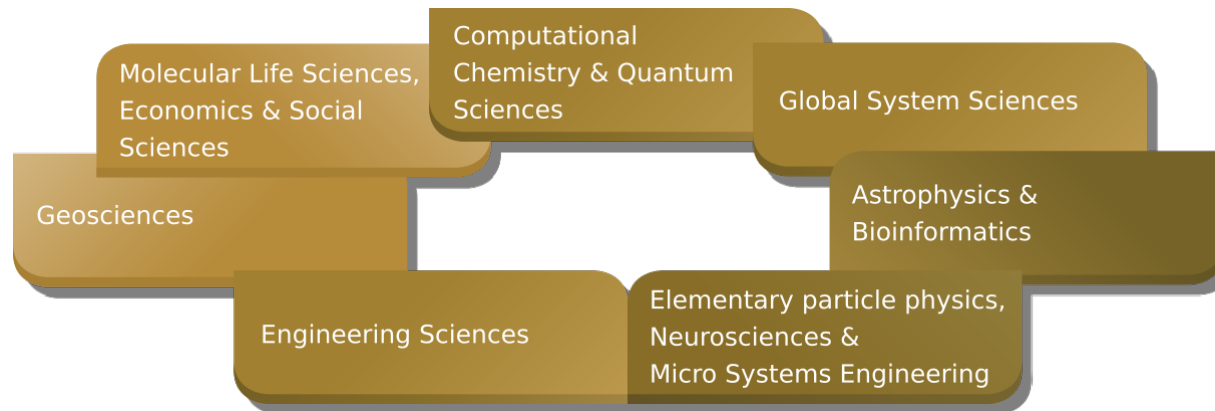 Computational
Chemistry & Quantum
Sciences
Molecular Life Sciences,
Economics & Social
Sciences
Global System Sciences
Geosciences
Astrophysics &
Bioinformatics
Engineering Sciences
Elementary particle physics,
Neurosciences &
Micro Systems Engineering